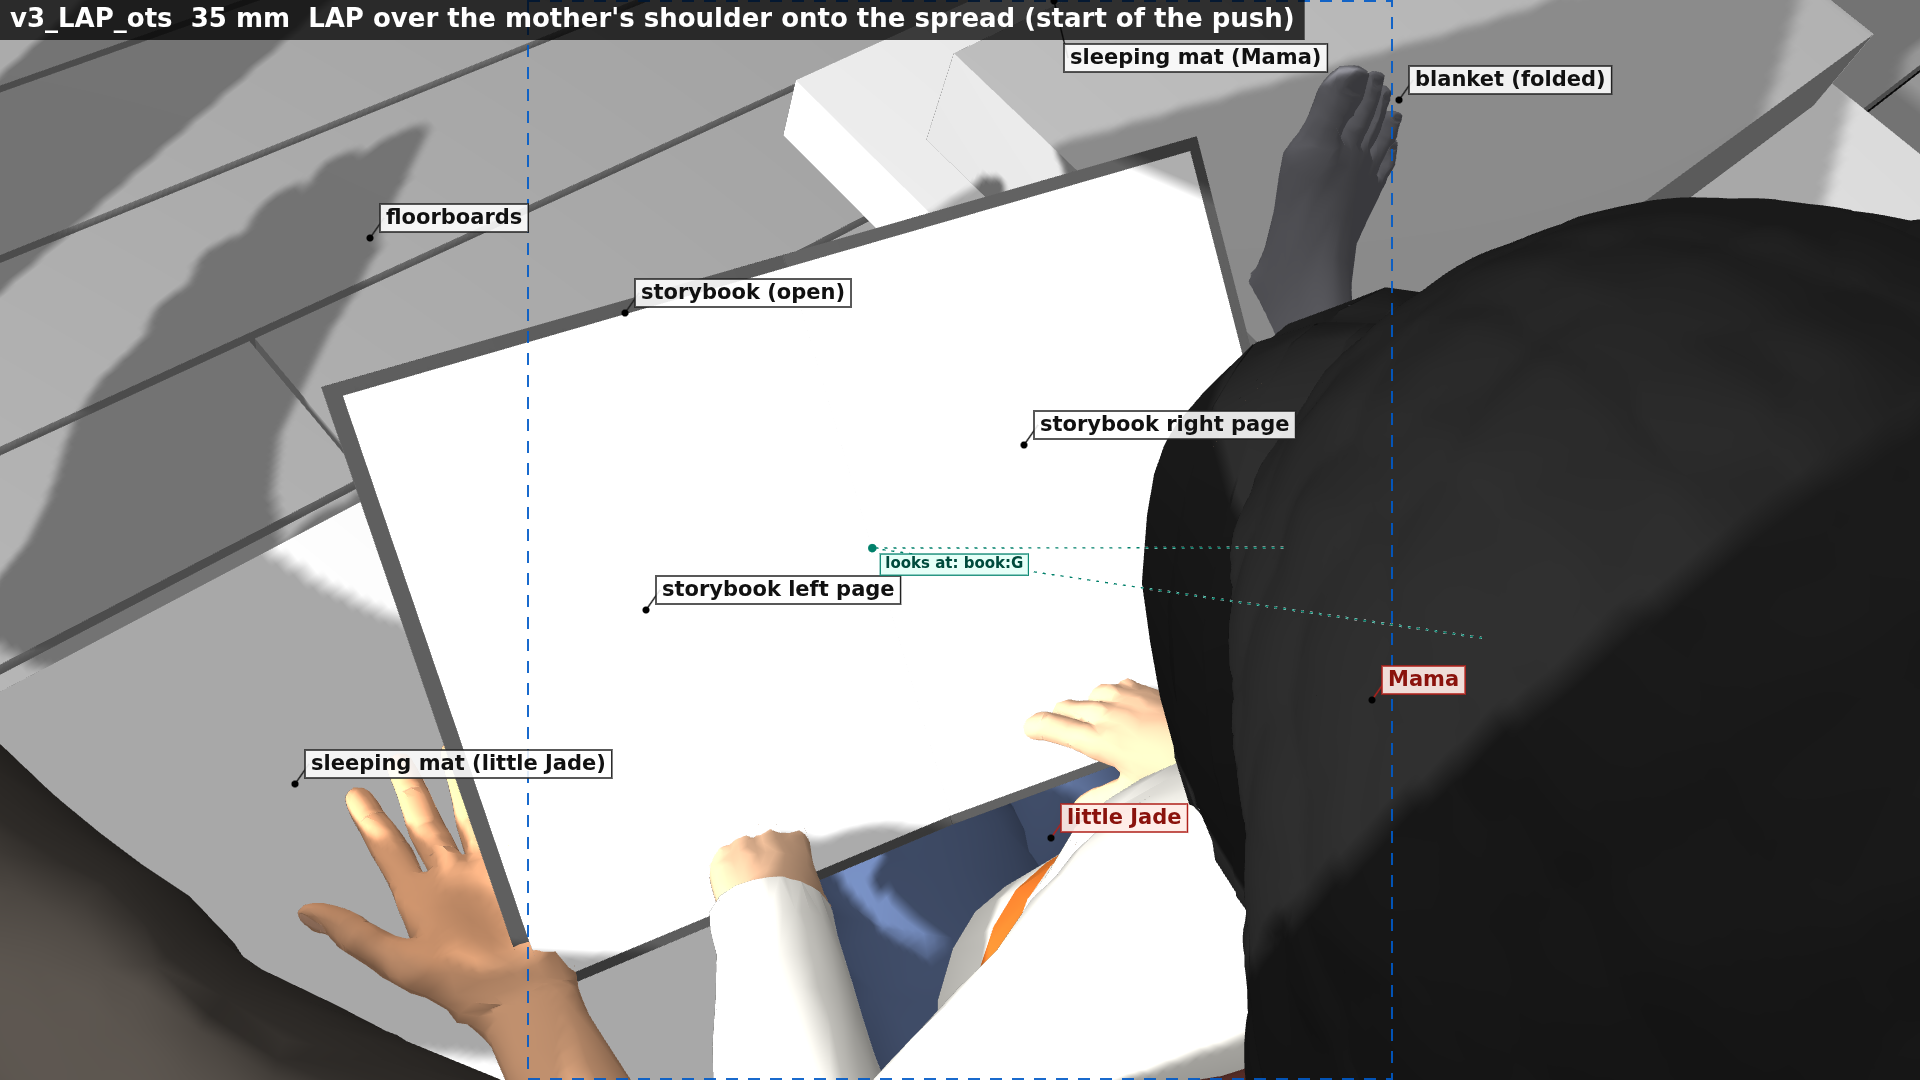 v3_LAP_ots  35 mm  LAP over the mother's shoulder onto the spread (start of the push)
sleeping mat (Mama)
blanket (folded)
floorboards
storybook (open)
storybook right page
looks at: book:G
storybook left page
Mama
sleeping mat (little Jade)
little Jade